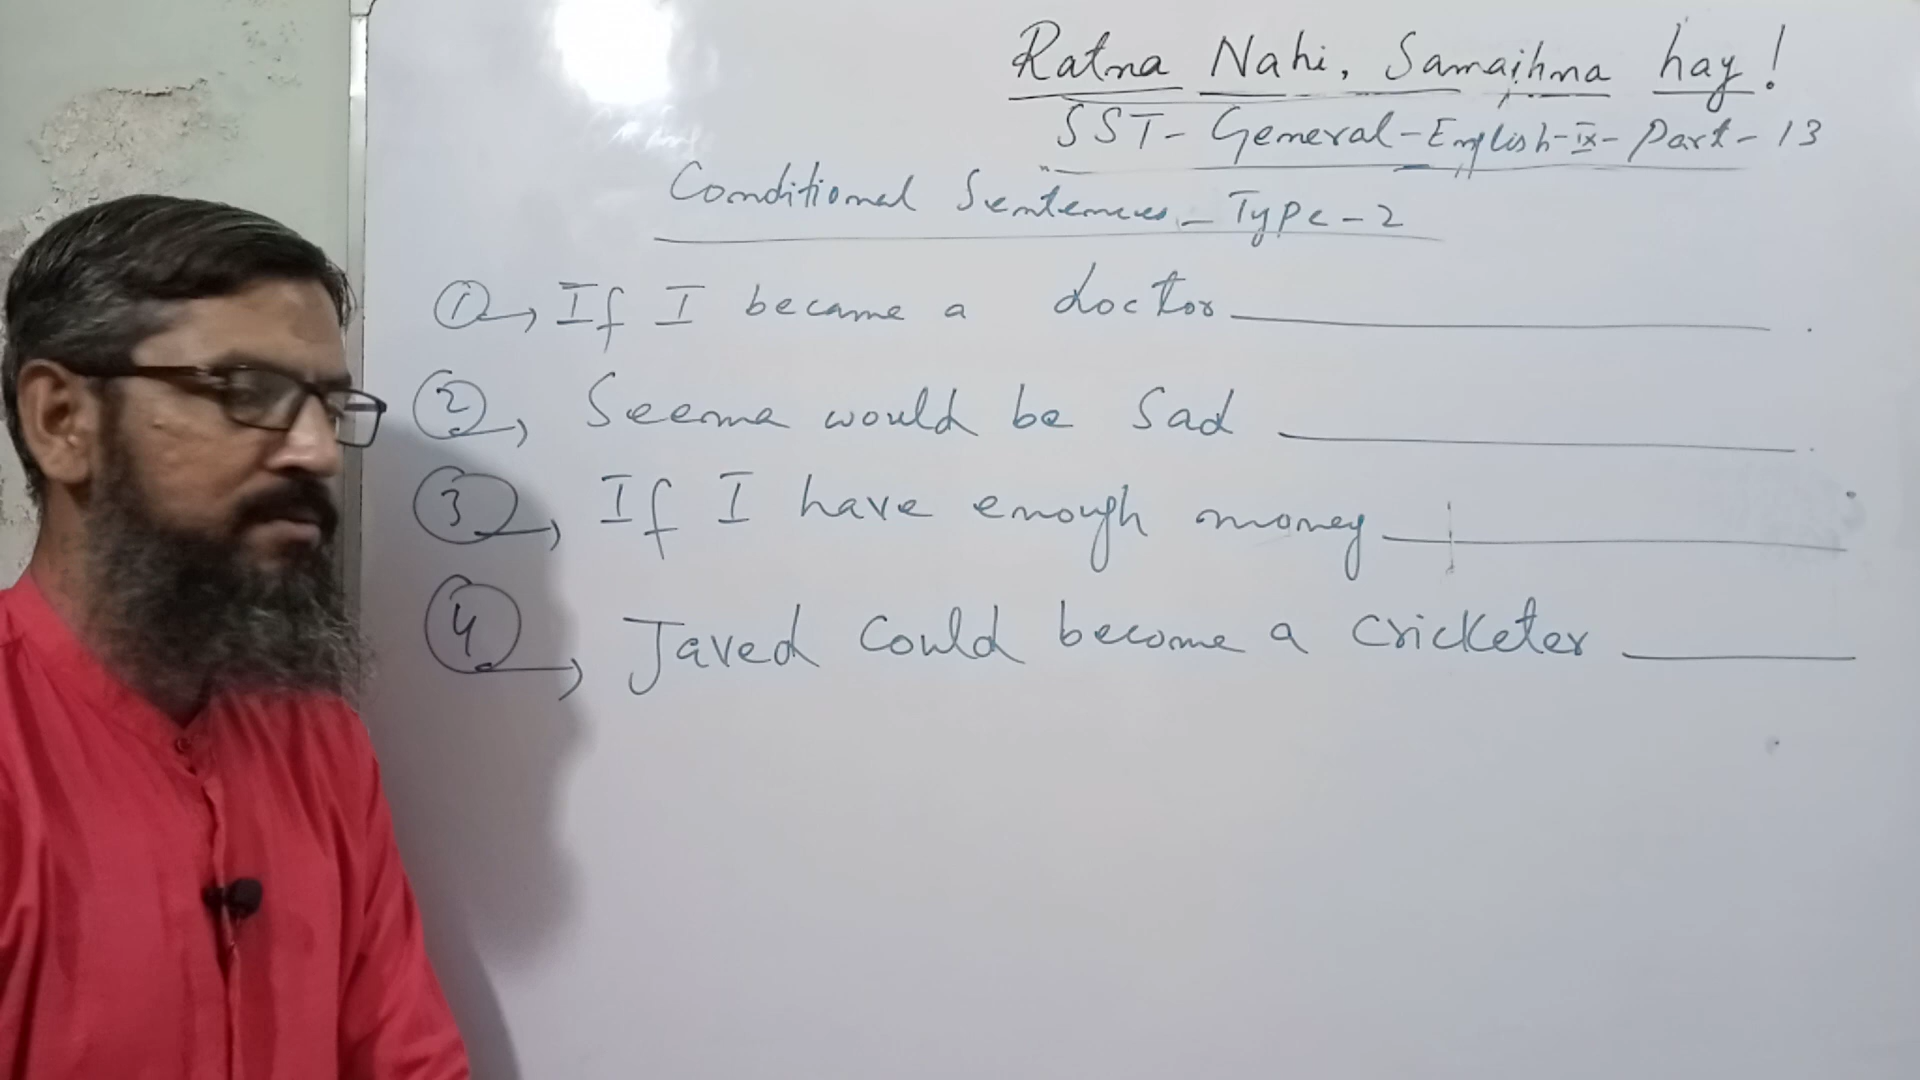 Ratna Nahi, Samajhna hay!
SST- General-English-IX- Part-13
Conditional Sentences - Type-2
① → If I became a doctor ________ .
② → Seema would be Sad ________ .
③ → If I have enough money ________
④ → Javed Could become a cricketer ________